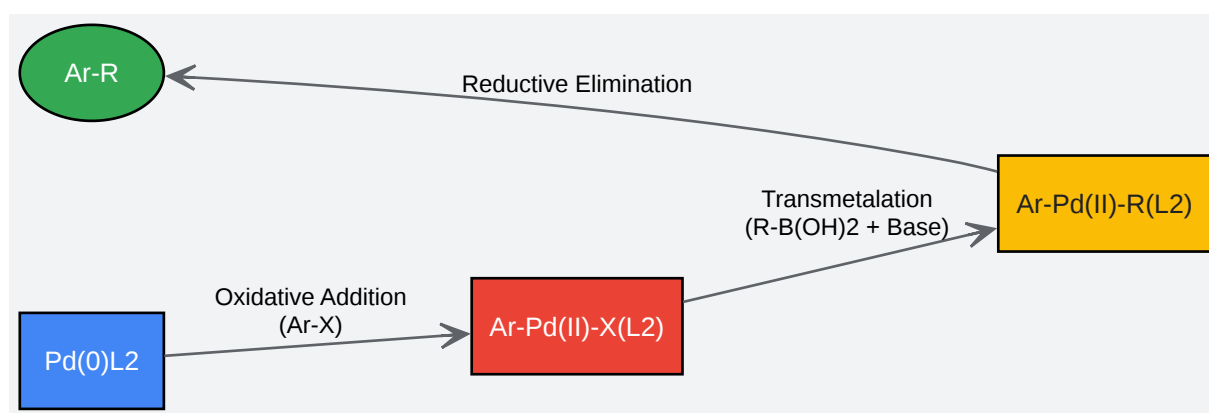 Ar-R
Reductive Elimination
Transmetalation
(R-B(OH)2 + Base)
Ar-Pd(II)-R(L2)
Oxidative Addition
(Ar-X)
Ar-Pd(II)-X(L2)
Pd(0)L2